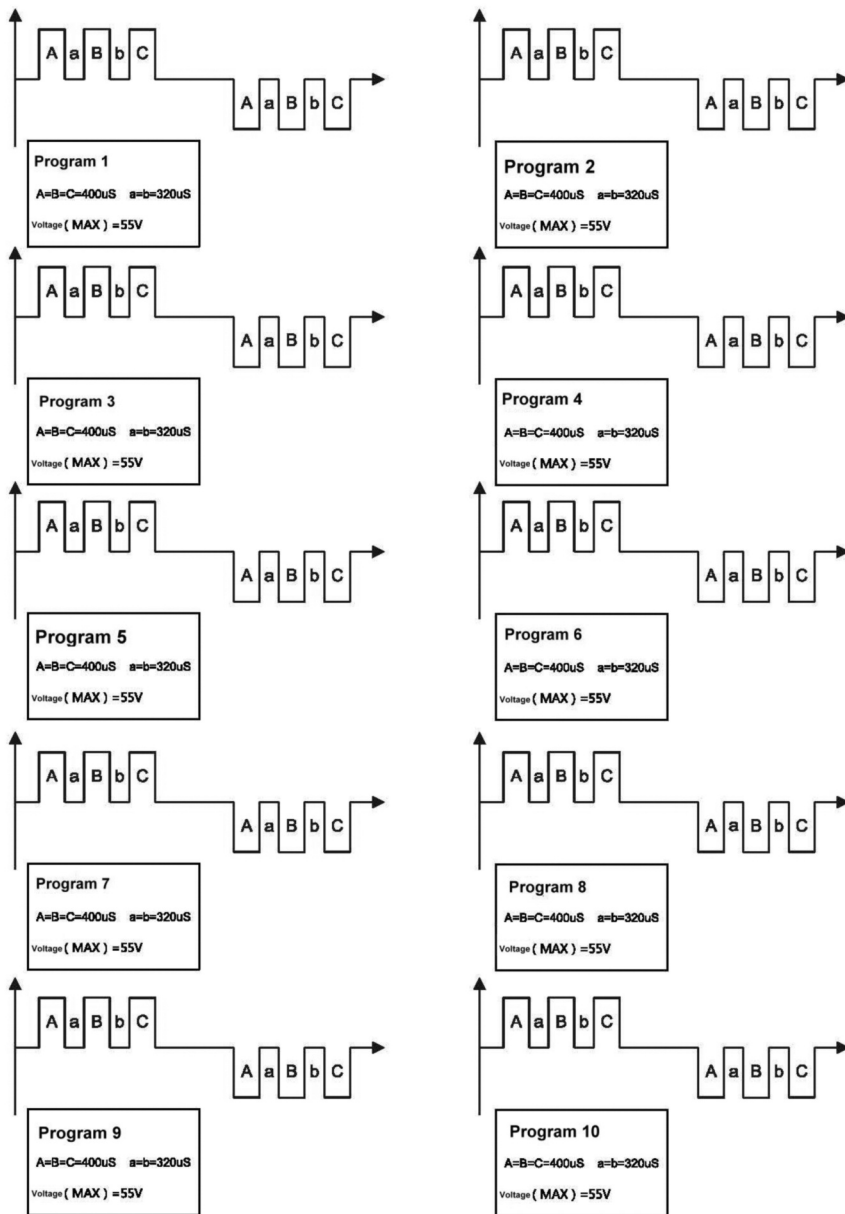 A a B b C
A a B b C
Program 1
A=B=C=400uS a=b=320uS
Voltage(MAX)=55V
A a B b C
A a B b C
Program 2
A=B=C=400uS a=b=320uS
Voltage(MAX)=55V
A a B b C
A a B b C
Program 3
A=B=C=400uS a=b=320uS
Voltage(MAX)=55V
A a B b C
A a B b C
Program 4
A=B=C=400uS a=b=320uS
Voltage(MAX)=55V
A a B b C
A a B b C
Program 5
A=B=C=400uS a=b=320uS
Voltage(MAX)=55V
A a B b C
A a B b C
Program 6
A=B=C=400uS a=b=320uS
Voltage(MAX)=55V
A a B b C
A a B b C
Program 7
A=B=C=400uS a=b=320uS
Voltage(MAX)=55V
A a B b C
A a B b C
Program 8
A=B=C=400uS a=b=320uS
Voltage(MAX)=55V
A a B b C
A a B b C
Program 9
A=B=C=400uS a=b=320uS
Voltage(MAX)=55V
A a B b C
A a B b C
Program 10
A=B=C=400uS a=b=320uS
Voltage(MAX)=55V